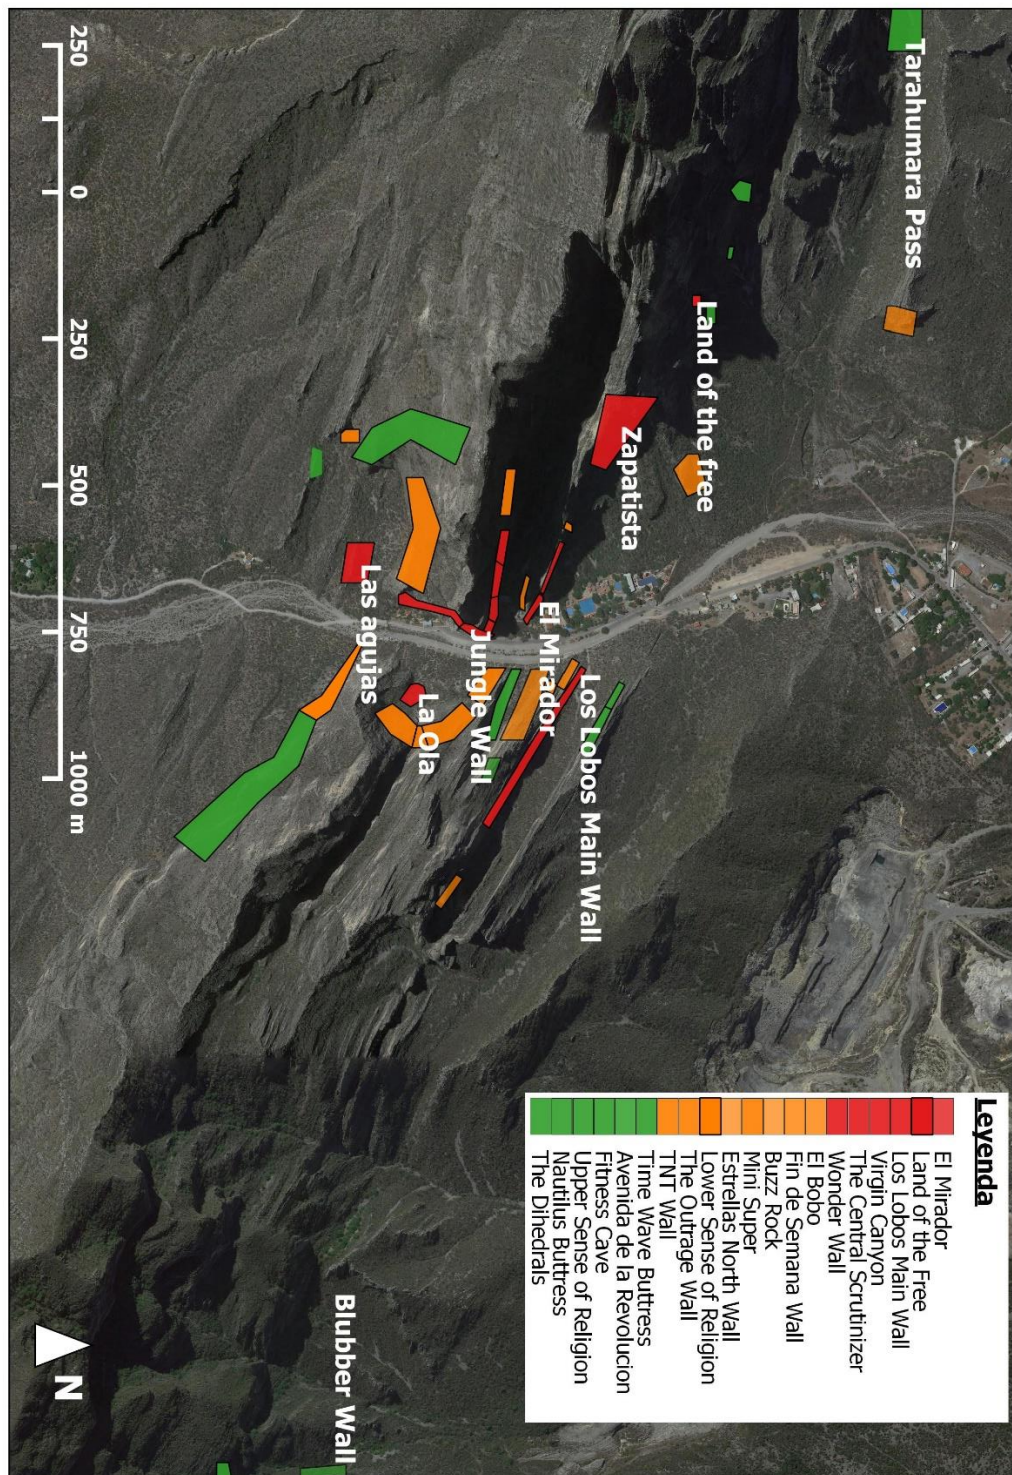 Tarahumara Pass
Land of the free
Zapatista
El Mirador
Los Lobos Main Wall
Jungle Wall
La Ola
Las agujas
Blubber Wall
250 0 250 500 750 1000 m
N
Leyenda
El Mirador
Land of the Free
Los Lobos Main Wall
Virgin Canyon
The Central Scrutinizer
Wonder Wall
El Bobo
Fin de Semana Wall
Buzz Rock
Mini Super
Estrellas North Wall
Lower Sense of Religion
The Outrage Wall
TNT Wall
Time Wave Buttress
Avenida de la Revolucion
Fitness Cave
Upper Sense of Religion
Nautilus Buttress
The Dihedrals